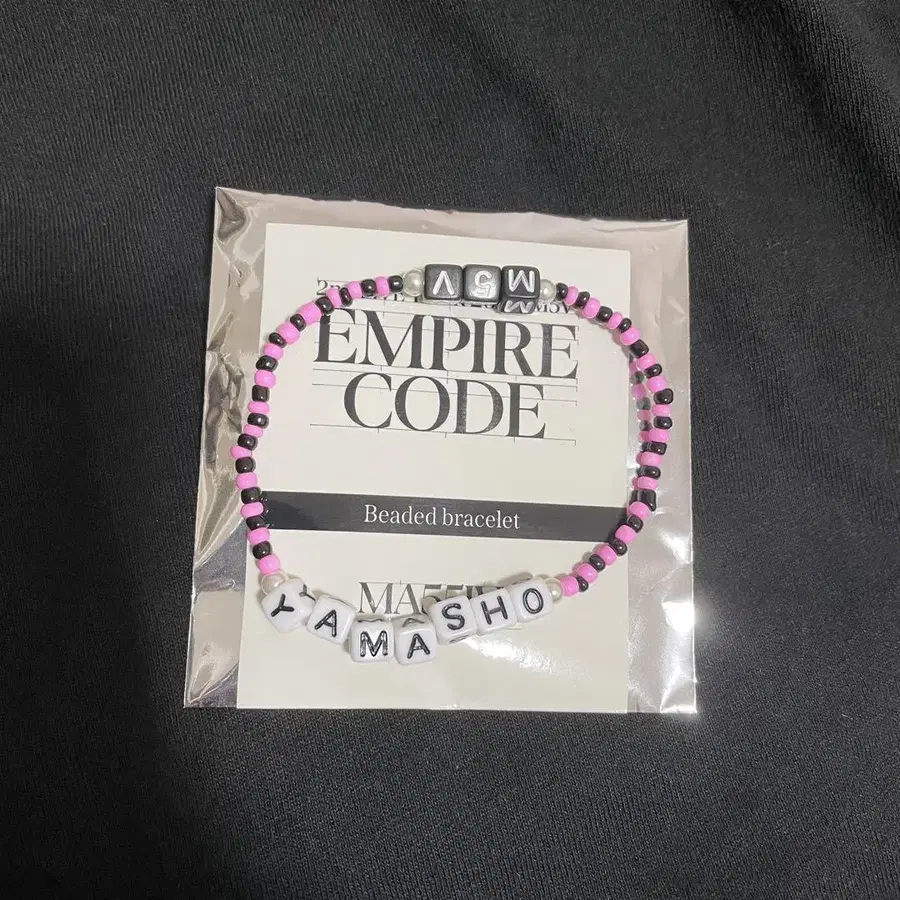 M5V
EMPIRE
CODE
Beaded bracelet
YAMASHO